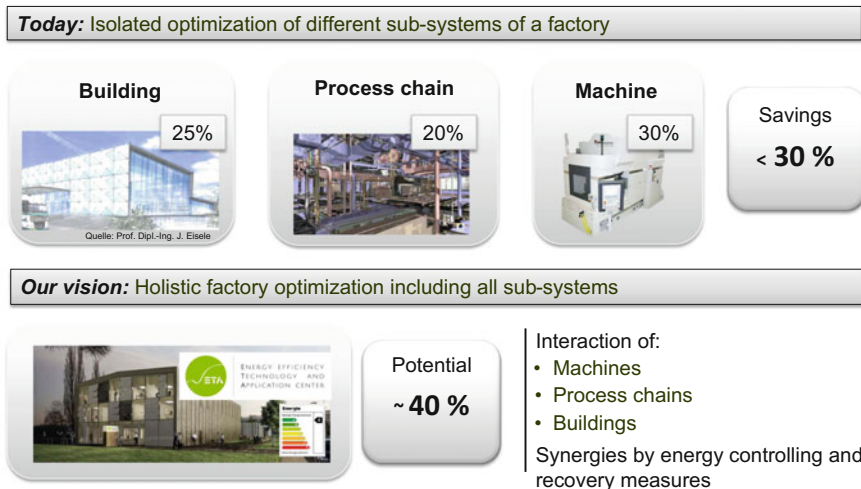 Today: Isolated optimization of different sub-systems of a factory
Building
25%
Quelle: Prof. Dipl.-Ing. J. Eisele
Process chain
20%
Machine
30%
Savings
< 30 %
Our vision: Holistic factory optimization including all sub-systems
ETA
ENERGY EFFICIENCY
TECHNOLOGY AND
APPLICATION CENTER
Energie
Potential
~ 40 %
Interaction of:
• Machines
• Process chains
• Buildings
Synergies by energy controlling and
recovery measures